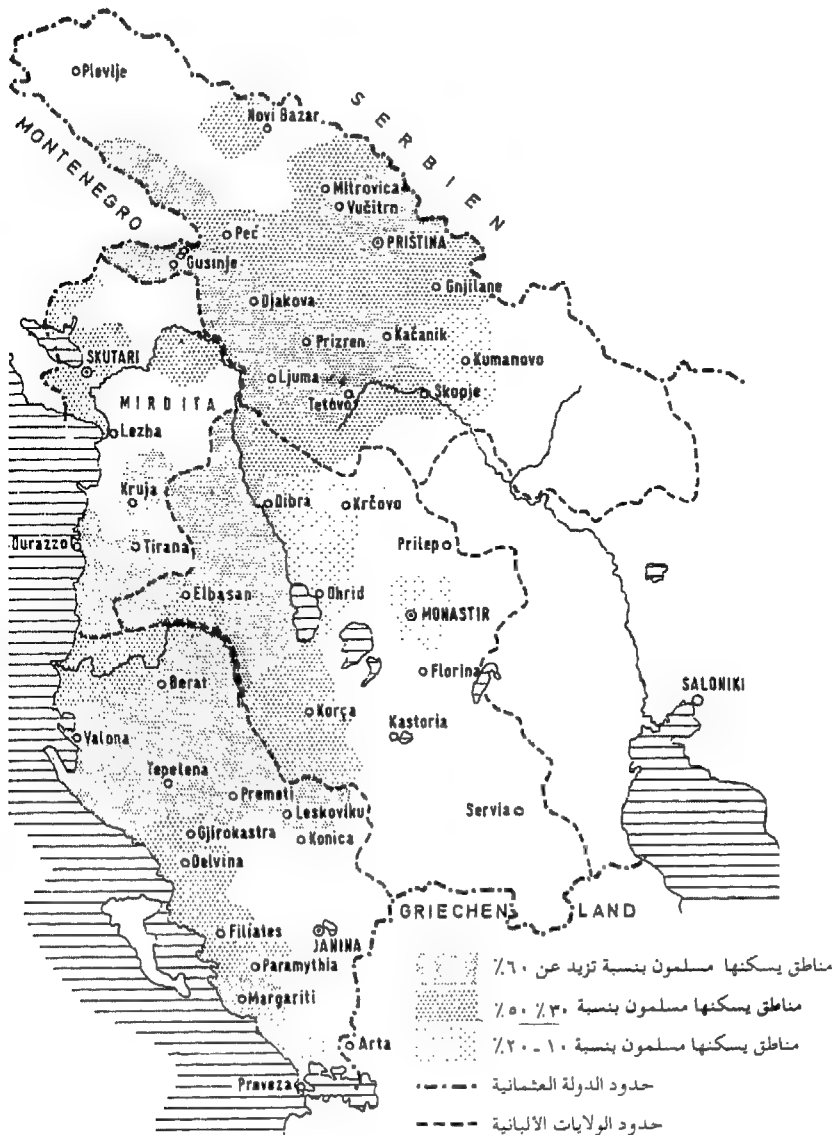 Plevlje
Novi Bazar
SERBIEN
MONTENEGRO
Mitrovica
Vučitrn
Peć
PRIŠTINA
Gusinje
Gnjilane
Djakova
Prizren
Kačanik
Kumanovo
SKUTARI
Ljuma
Tetovo
Skopje
MIRDITA
Lezha
Kruja
Dibra
Krčovo
Durazzo
Tirana
Prilep
Elbasan
Ohrid
MONASTIR
Florina
Berat
SALONIKI
Korça
Kastoria
Valona
Tepelena
Premeti
Leskoviku
Servia
Gjirokastra
Konica
Delvina
GRIECHEN LAND
Filiates
JANINA
Paramythia
Margariti
Arta
Preveza
مناطق يسكنها مسلمون بنسبة تزيد عن ٦٠٪
مناطق يسكنها مسلمون بنسبة ٣٠٪ ٥٠٪
مناطق يسكنها مسلمون بنسبة ١٠ - ٢٠٪
حدود الدولة العثمانية
حدود الولايات الألبانية